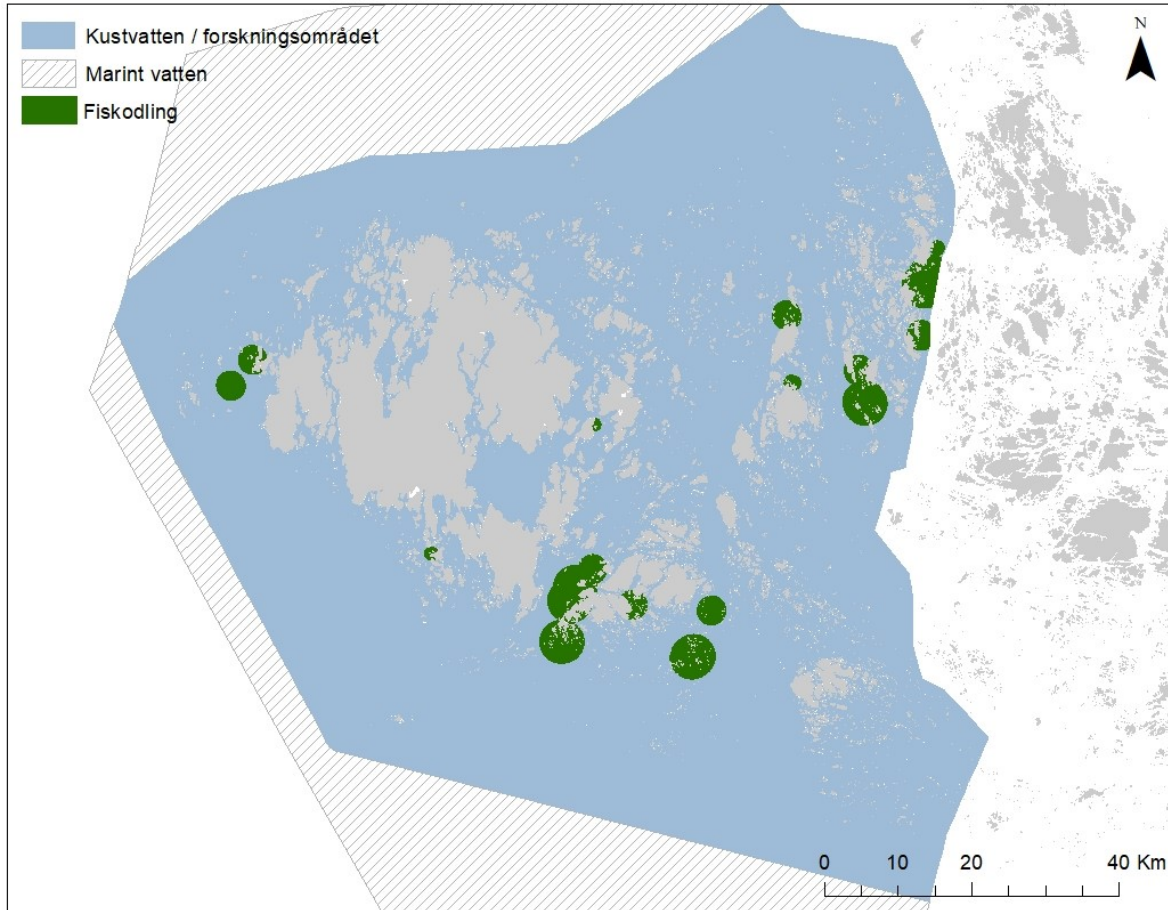 Kustvatten / forskningsområdet
Marint vatten
Fiskodling
N
0 10 20 40 Km